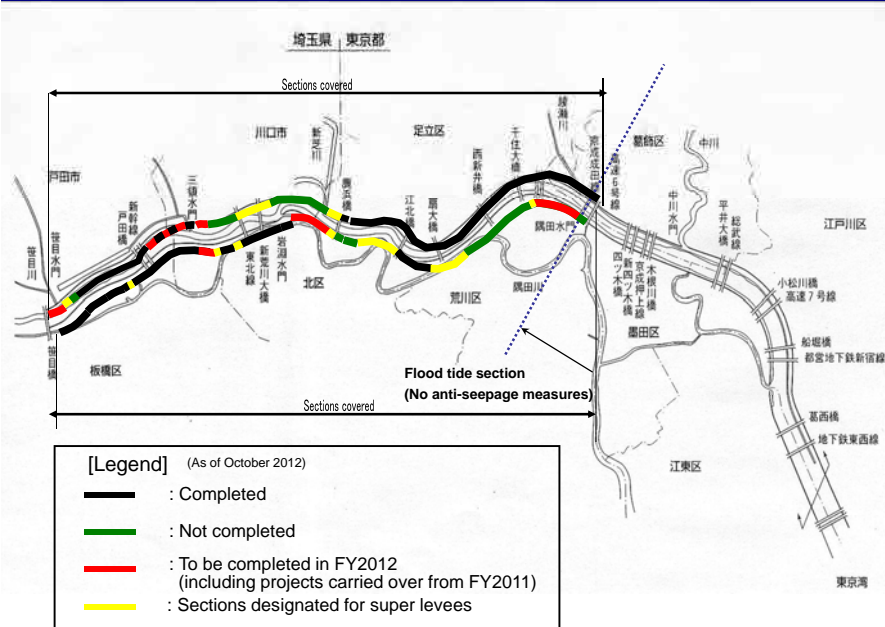 埼玉県 東京都
Sections covered
戸田市
川口市
足立区
葛飾区
江戸川区
笹目川
笹目水門
戸田橋
新幹線
三領水門
新芝川
鹿浜橋
江北橋
扇大橋
西新井橋
千住大橋
綾瀬川
京成成田
高速6号線
中川
中川水門
平井大橋
総武線
笹目橋
東北線
新荒川大橋
岩淵水門
北区
荒川区
隅田川
隅田水門
四ツ木橋
新四ツ木橋
京成押上線
木根川橋
小松川橋
高速7号線
墨田区
船堀橋
都営地下鉄新宿線
板橋区
葛西橋
地下鉄東西線
江東区
東京湾
Flood tide section
(No anti-seepage measures)
Sections covered
[Legend] (As of October 2012)
: Completed
: Not completed
: To be completed in FY2012
(including projects carried over from FY2011)
: Sections designated for super levees